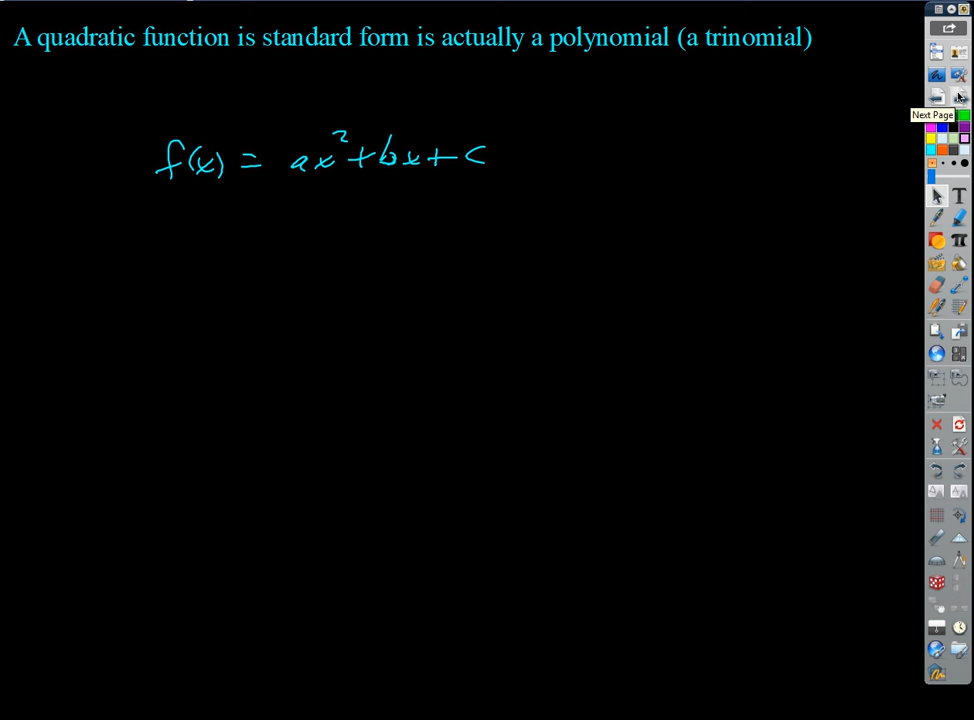 A quadratic function is standard form is actually a polynomial (a trinomial)
Next Page
f(x) = ax²+bx+c